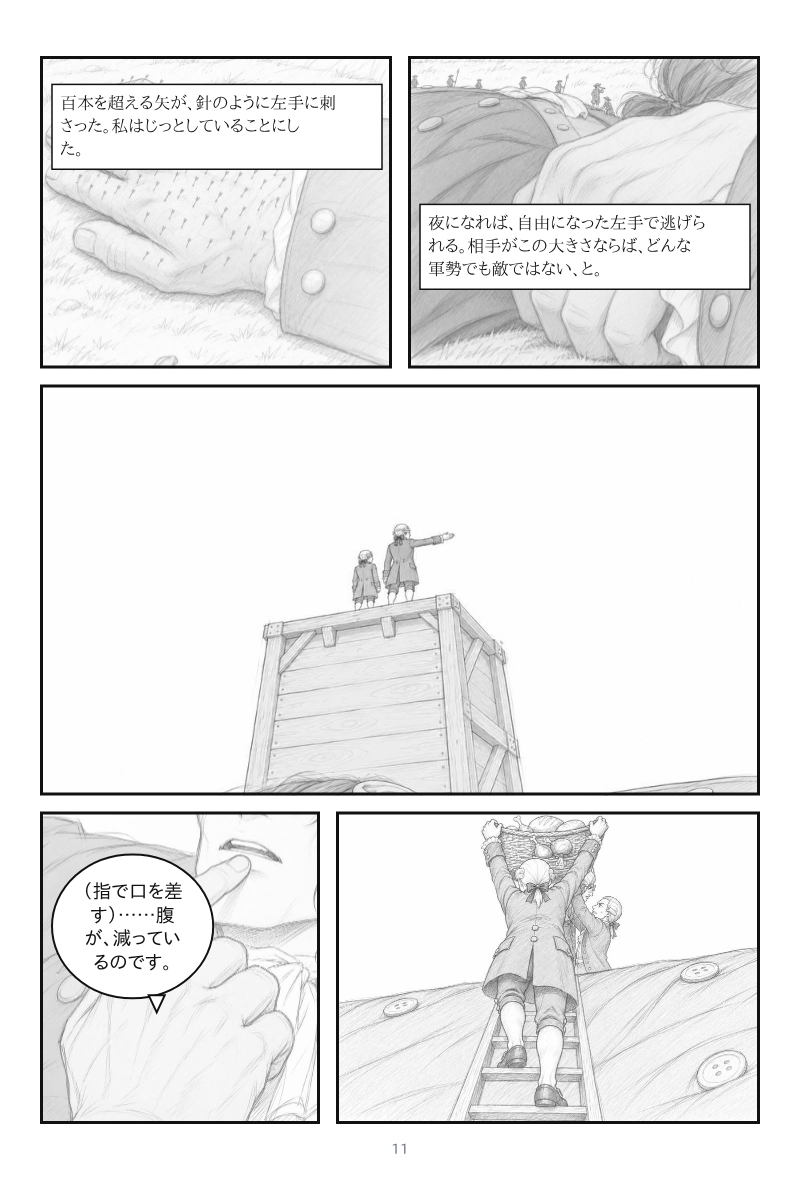 百本を超える矢が、針のように左手に刺
さった。私はじっとしていることにし
た。
夜になれば、自由になった左手で逃げら
れる。相手がこの大きさならば、どんな
軍勢でも敵ではない、と。
（指で口を差
す）……腹
が、減ってい
るのです。
11